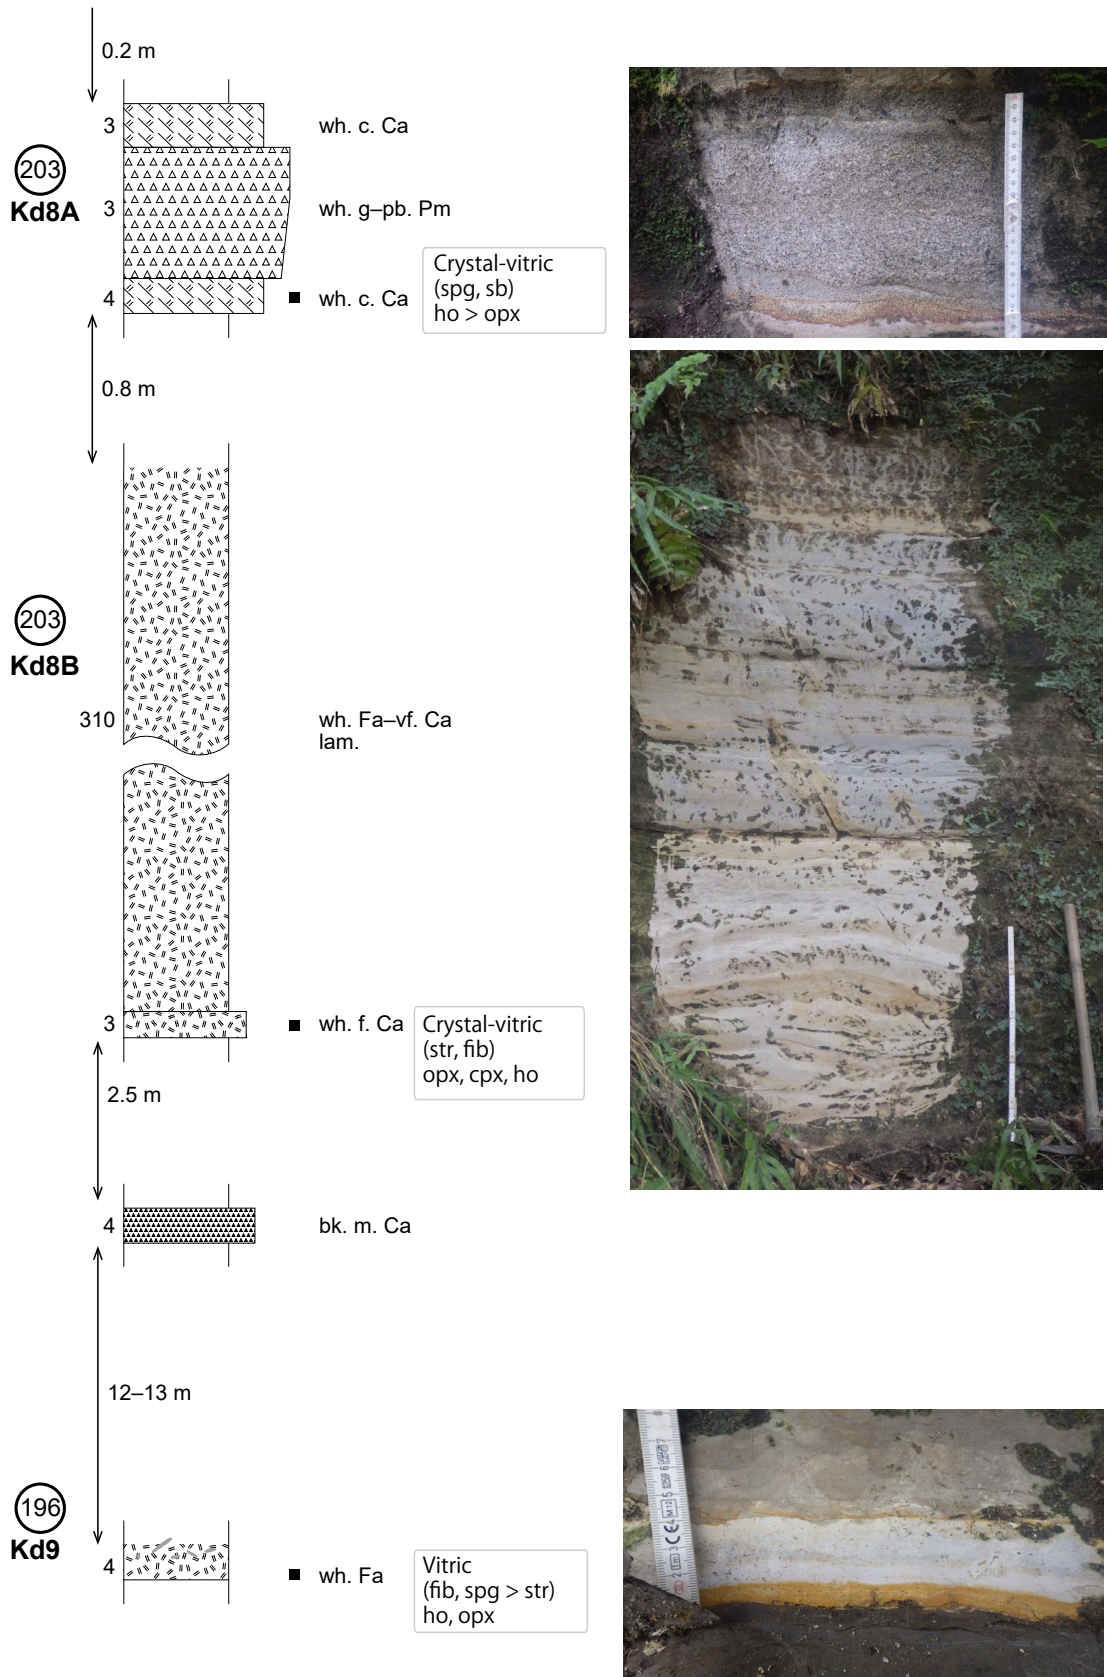 0.2 m
3
wh. c. Ca
203
Kd8A
3
wh. g–pb. Pm
4
wh. c. Ca
Crystal-vitric
(spg, sb)
ho > opx
0.8 m
203
Kd8B
310
wh. Fa–vf. Ca
lam.
3
wh. f. Ca
Crystal-vitric
(str, fib)
opx, cpx, ho
2.5 m
4
bk. m. Ca
12–13 m
196
Kd9
4
wh. Fa
Vitric
(fib, spg > str)
ho, opx